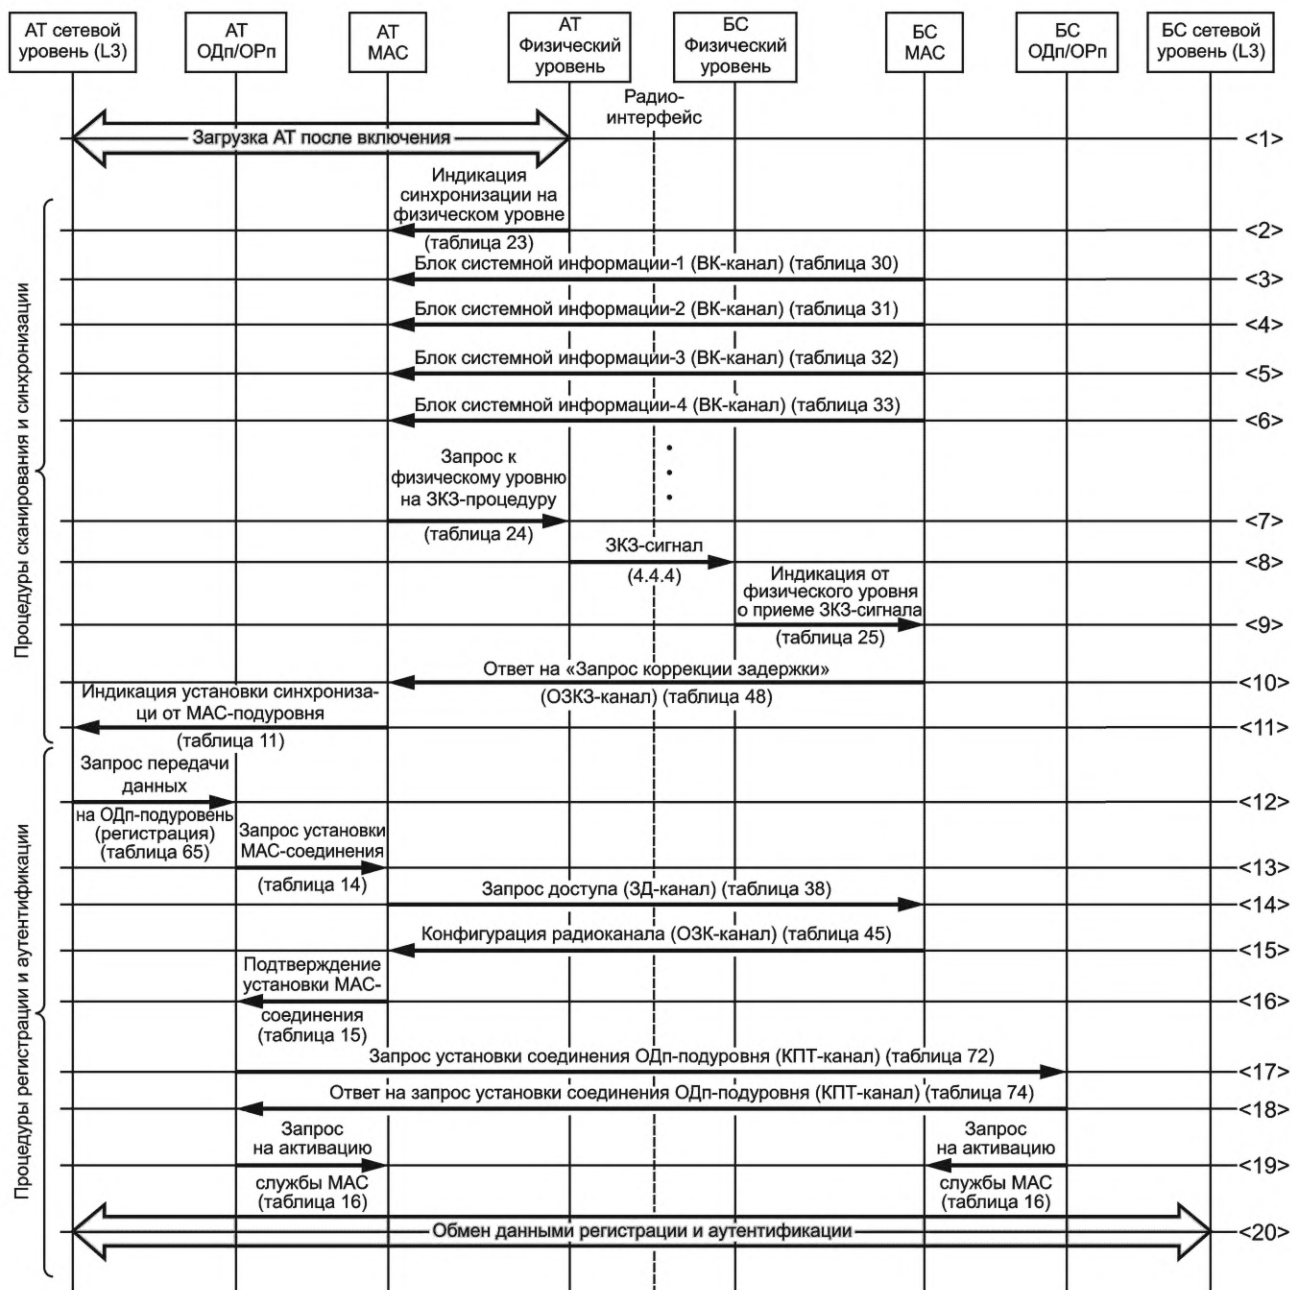 АТ сетевой
уровень (L3)
АТ
ОДп/ОРп
АТ
МАС
АТ
Физический
уровень
БС
Физический
уровень
БС
МАС
БС
ОДп/ОРп
БС сетевой
уровень (L3)
Радио-
интерфейс
Загрузка АТ после включения
<1>
Процедуры сканирования и синхронизации
Индикация
синхронизации на
физическом уровне
(таблица 23)
<2>
Блок системной информации-1 (ВК-канал) (таблица 30)
<3>
Блок системной информации-2 (ВК-канал) (таблица 31)
<4>
Блок системной информации-3 (ВК-канал) (таблица 32)
<5>
Блок системной информации-4 (ВК-канал) (таблица 33)
<6>
Запрос к
физическому уровню
на ЗКЗ-процедуру
(таблица 24)
<7>
ЗКЗ-сигнал
(4.4.4)
<8>
Индикация от
физического уровня
о приеме ЗКЗ-сигнала
(таблица 25)
<9>
Ответ на «Запрос коррекции задержки»
(ОЗКЗ-канал) (таблица 48)
<10>
Индикация установки синхрониза-
ци от МАС-подуровня
(таблица 11)
<11>
Процедуры регистрации и аутентификации
Запрос передачи
данных
на ОДп-подуровень
(регистрация)
(таблица 65)
<12>
Запрос установки
МАС-соединения
(таблица 14)
<13>
Запрос доступа (ЗД-канал) (таблица 38)
<14>
Конфигурация радиоканала (ОЗК-канал) (таблица 45)
<15>
Подтверждение
установки МАС-
соединения
(таблица 15)
<16>
Запрос установки соединения ОДп-подуровня (КПТ-канал) (таблица 72)
<17>
Ответ на запрос установки соединения ОДп-подуровня (КПТ-канал) (таблица 74)
<18>
Запрос
на активацию
службы МАС
(таблица 16)
Запрос
на активацию
службы МАС
(таблица 16)
<19>
Обмен данными регистрации и аутентификации
<20>